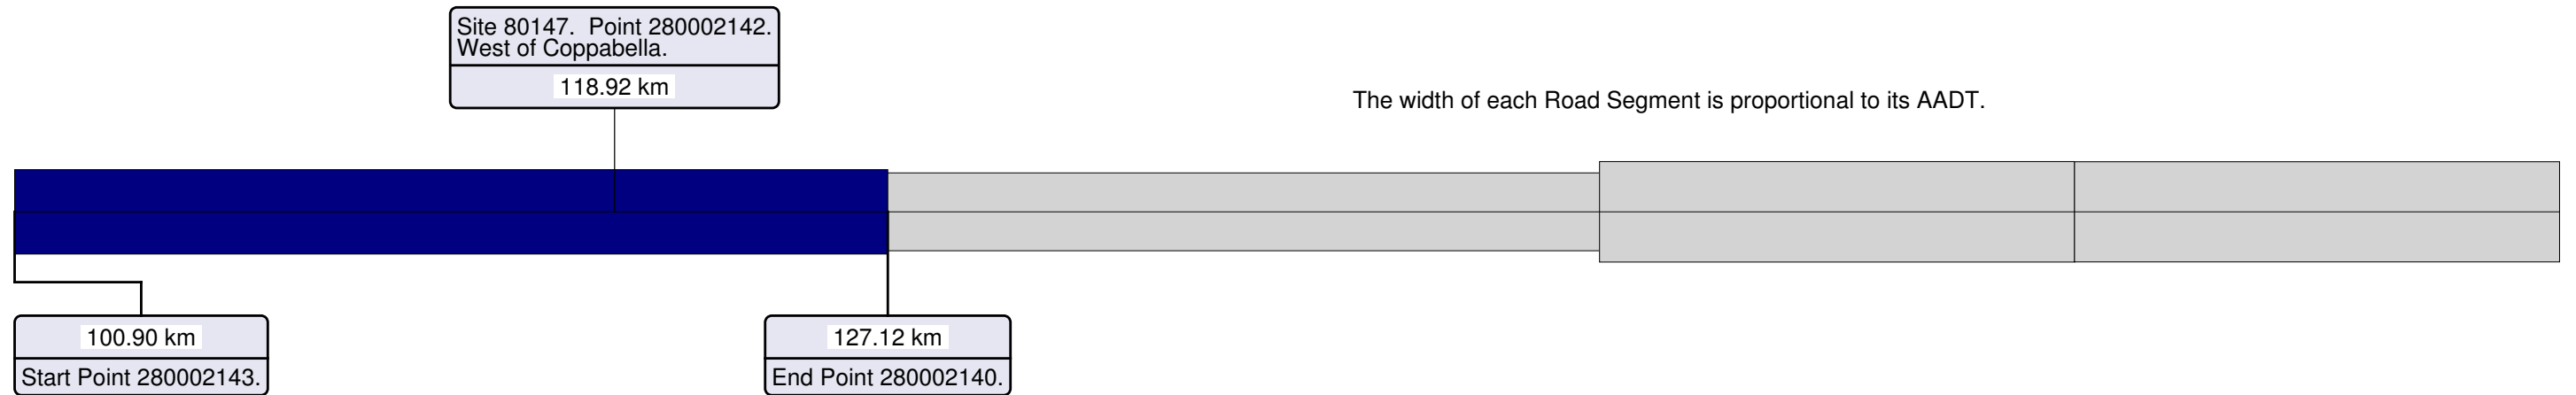 Site 80147.  Point 280002142.
West of Coppabella.
118.92 km
The width of each Road Segment is proportional to its AADT.
100.90 km
Start Point 280002143.
127.12 km
End Point 280002140.